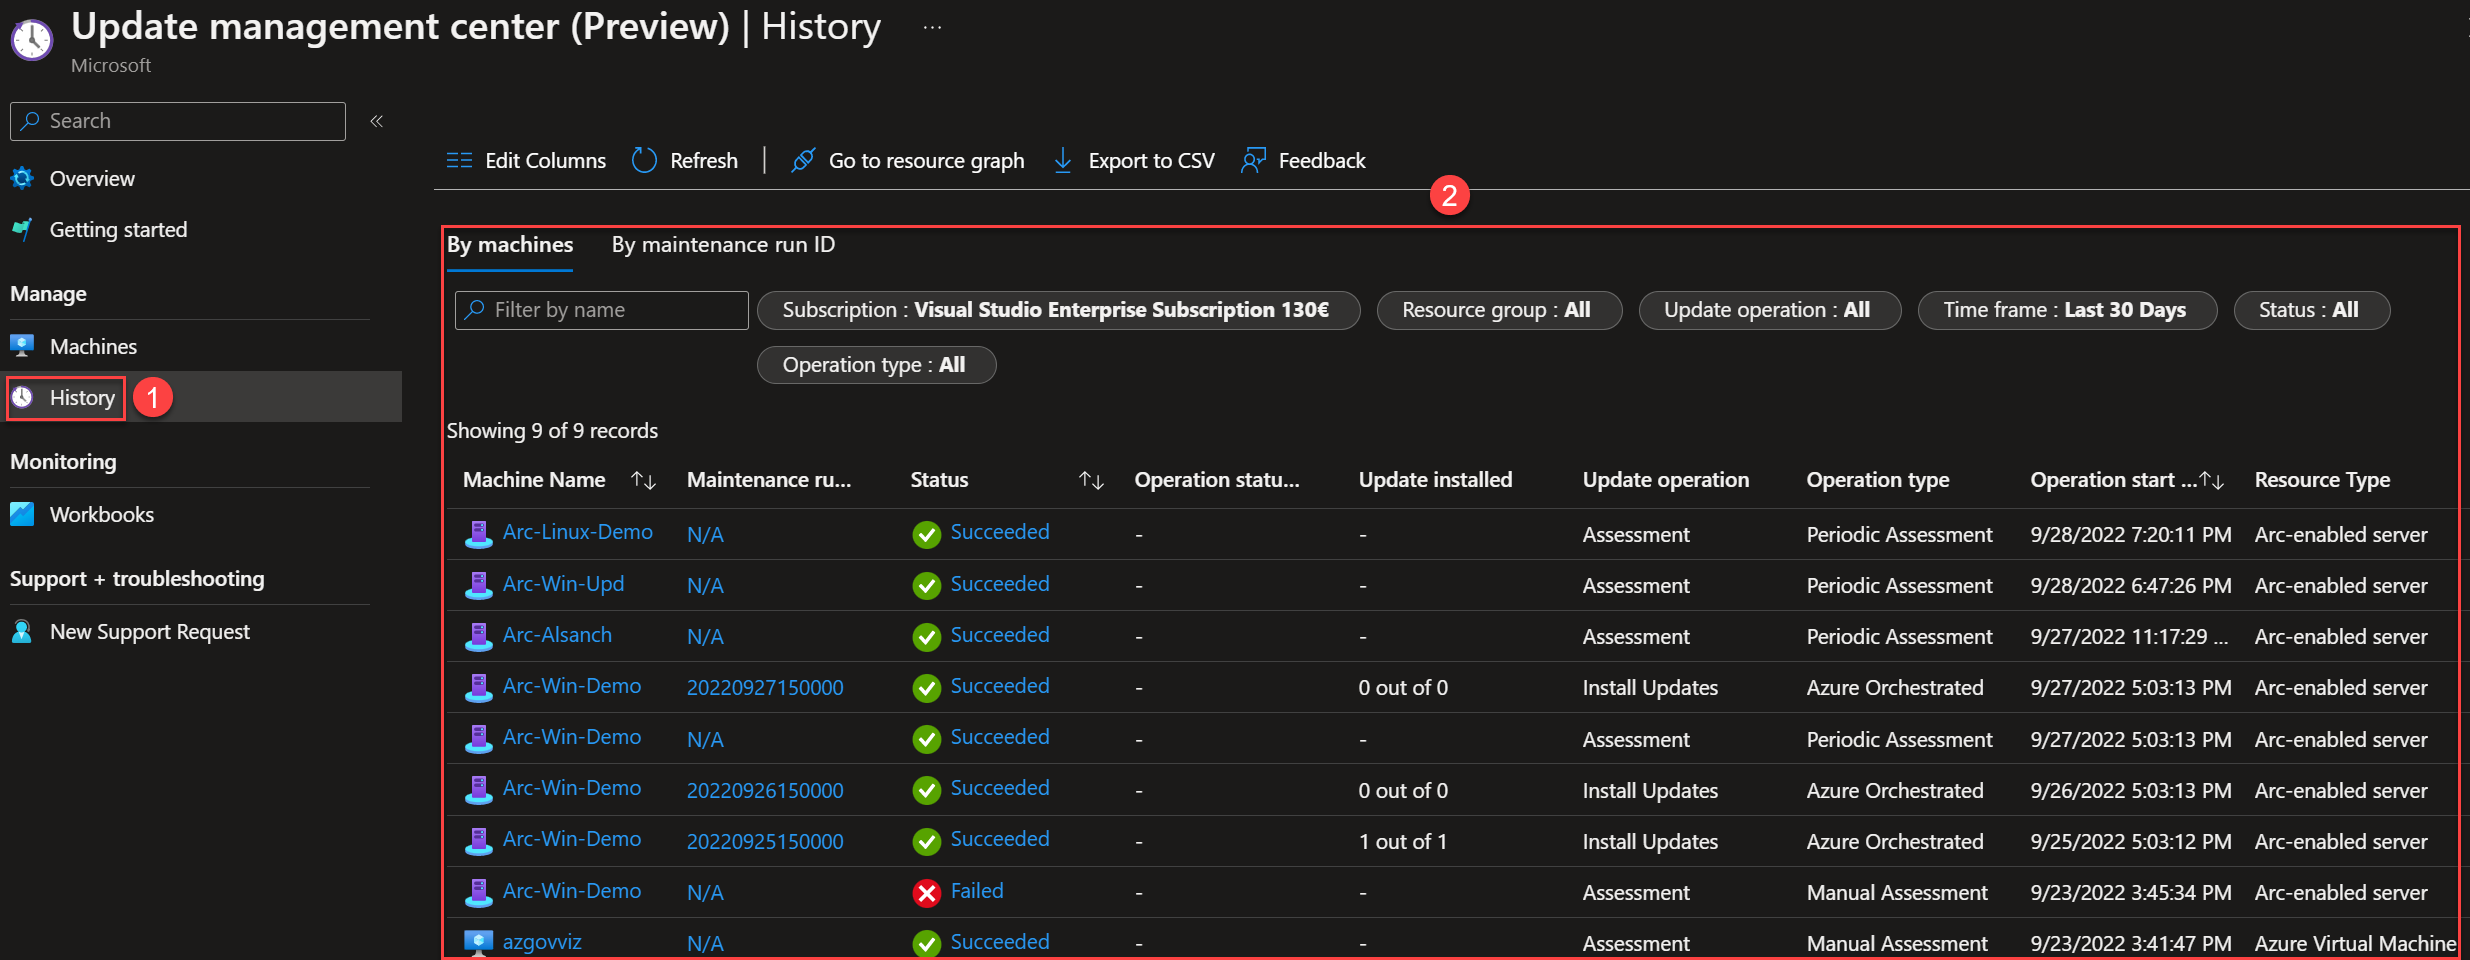 Update management center (Preview) | History ...
Microsoft
Search «
Overview
Getting started
Manage
Machines
History 1
Monitoring
Workbooks
Support + troubleshooting
New Support Request
Edit Columns Refresh | Go to resource graph Export to CSV Feedback
2
By machines By maintenance run ID
Filter by name Subscription : Visual Studio Enterprise Subscription 130€ Resource group : All Update operation : All Time frame : Last 30 Days Status : All
Operation type : All
Showing 9 of 9 records
Machine Name ↑↓ Maintenance ru... Status ↑↓ Operation statu... Update installed Update operation Operation type Operation start ...↑↓ Resource Type
Arc-Linux-Demo N/A Succeeded - - Assessment Periodic Assessment 9/28/2022 7:20:11 PM Arc-enabled server
Arc-Win-Upd N/A Succeeded - - Assessment Periodic Assessment 9/28/2022 6:47:26 PM Arc-enabled server
Arc-Alsanch N/A Succeeded - - Assessment Periodic Assessment 9/27/2022 11:17:29 ... Arc-enabled server
Arc-Win-Demo 20220927150000 Succeeded - 0 out of 0 Install Updates Azure Orchestrated 9/27/2022 5:03:13 PM Arc-enabled server
Arc-Win-Demo N/A Succeeded - - Assessment Periodic Assessment 9/27/2022 5:03:13 PM Arc-enabled server
Arc-Win-Demo 20220926150000 Succeeded - 0 out of 0 Install Updates Azure Orchestrated 9/26/2022 5:03:13 PM Arc-enabled server
Arc-Win-Demo 20220925150000 Succeeded - 1 out of 1 Install Updates Azure Orchestrated 9/25/2022 5:03:12 PM Arc-enabled server
Arc-Win-Demo N/A Failed - - Assessment Manual Assessment 9/23/2022 3:45:34 PM Arc-enabled server
azgovviz N/A Succeeded - - Assessment Manual Assessment 9/23/2022 3:41:47 PM Azure Virtual Machine